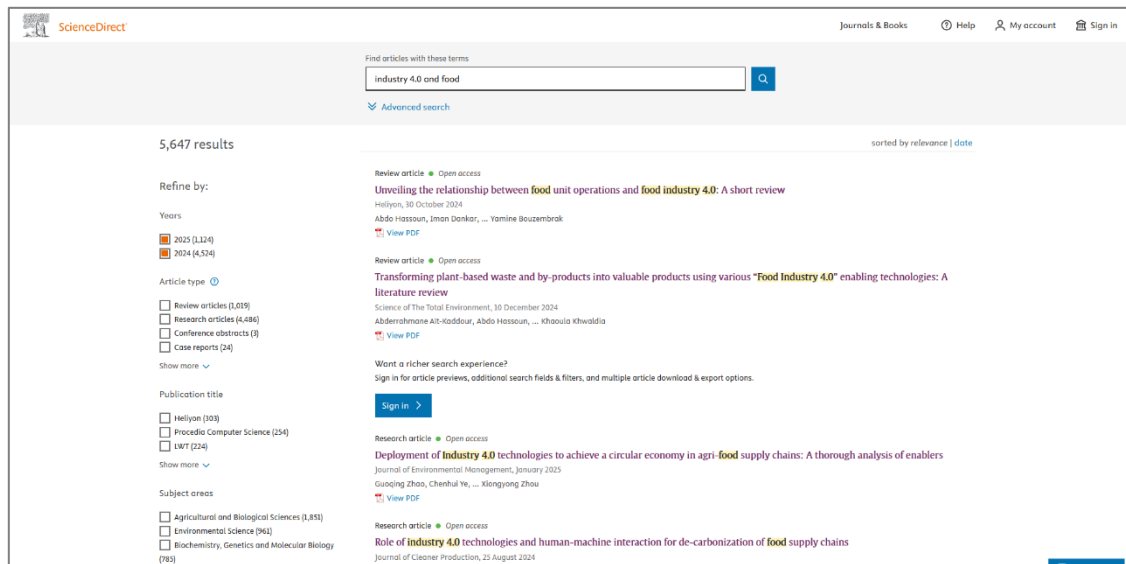 ScienceDirect
Journals & Books
Help
My account
Sign in
Find articles with these terms
industry 4.0 and food
Advanced search
5,647 results
sorted by relevance | date
Refine by:
Years
2025 (1,124)
2024 (4,524)
Article type
Review articles (1,019)
Research articles (4,486)
Conference abstracts (3)
Case reports (24)
Show more
Publication title
Heliyon (303)
Procedia Computer Science (254)
LWT (224)
Show more
Subject areas
Agricultural and Biological Sciences (1,851)
Environmental Science (961)
Biochemistry, Genetics and Molecular Biology
(785)
Review article Open access
Unveiling the relationship between food unit operations and food industry 4.0: A short review
Heliyon, 30 October 2024
Abdo Hassoun, Iman Dankar, ... Yamine Bouzembrak
View PDF
Review article Open access
Transforming plant-based waste and by-products into valuable products using various “Food Industry 4.0” enabling technologies: A
literature review
Science of The Total Environment, 10 December 2024
Abderrahmane Aït-Kaddour, Abdo Hassoun, ... Khaoula Khwaldia
View PDF
Want a richer search experience?
Sign in for article previews, additional search fields & filters, and multiple article download & export options.
Sign in
Research article Open access
Deployment of Industry 4.0 technologies to achieve a circular economy in agri-food supply chains: A thorough analysis of enablers
Journal of Environmental Management, January 2025
Guoqing Zhao, Chenhui Ye, ... Xiongyong Zhou
View PDF
Research article Open access
Role of industry 4.0 technologies and human-machine interaction for de-carbonization of food supply chains
Journal of Cleaner Production, 25 August 2024